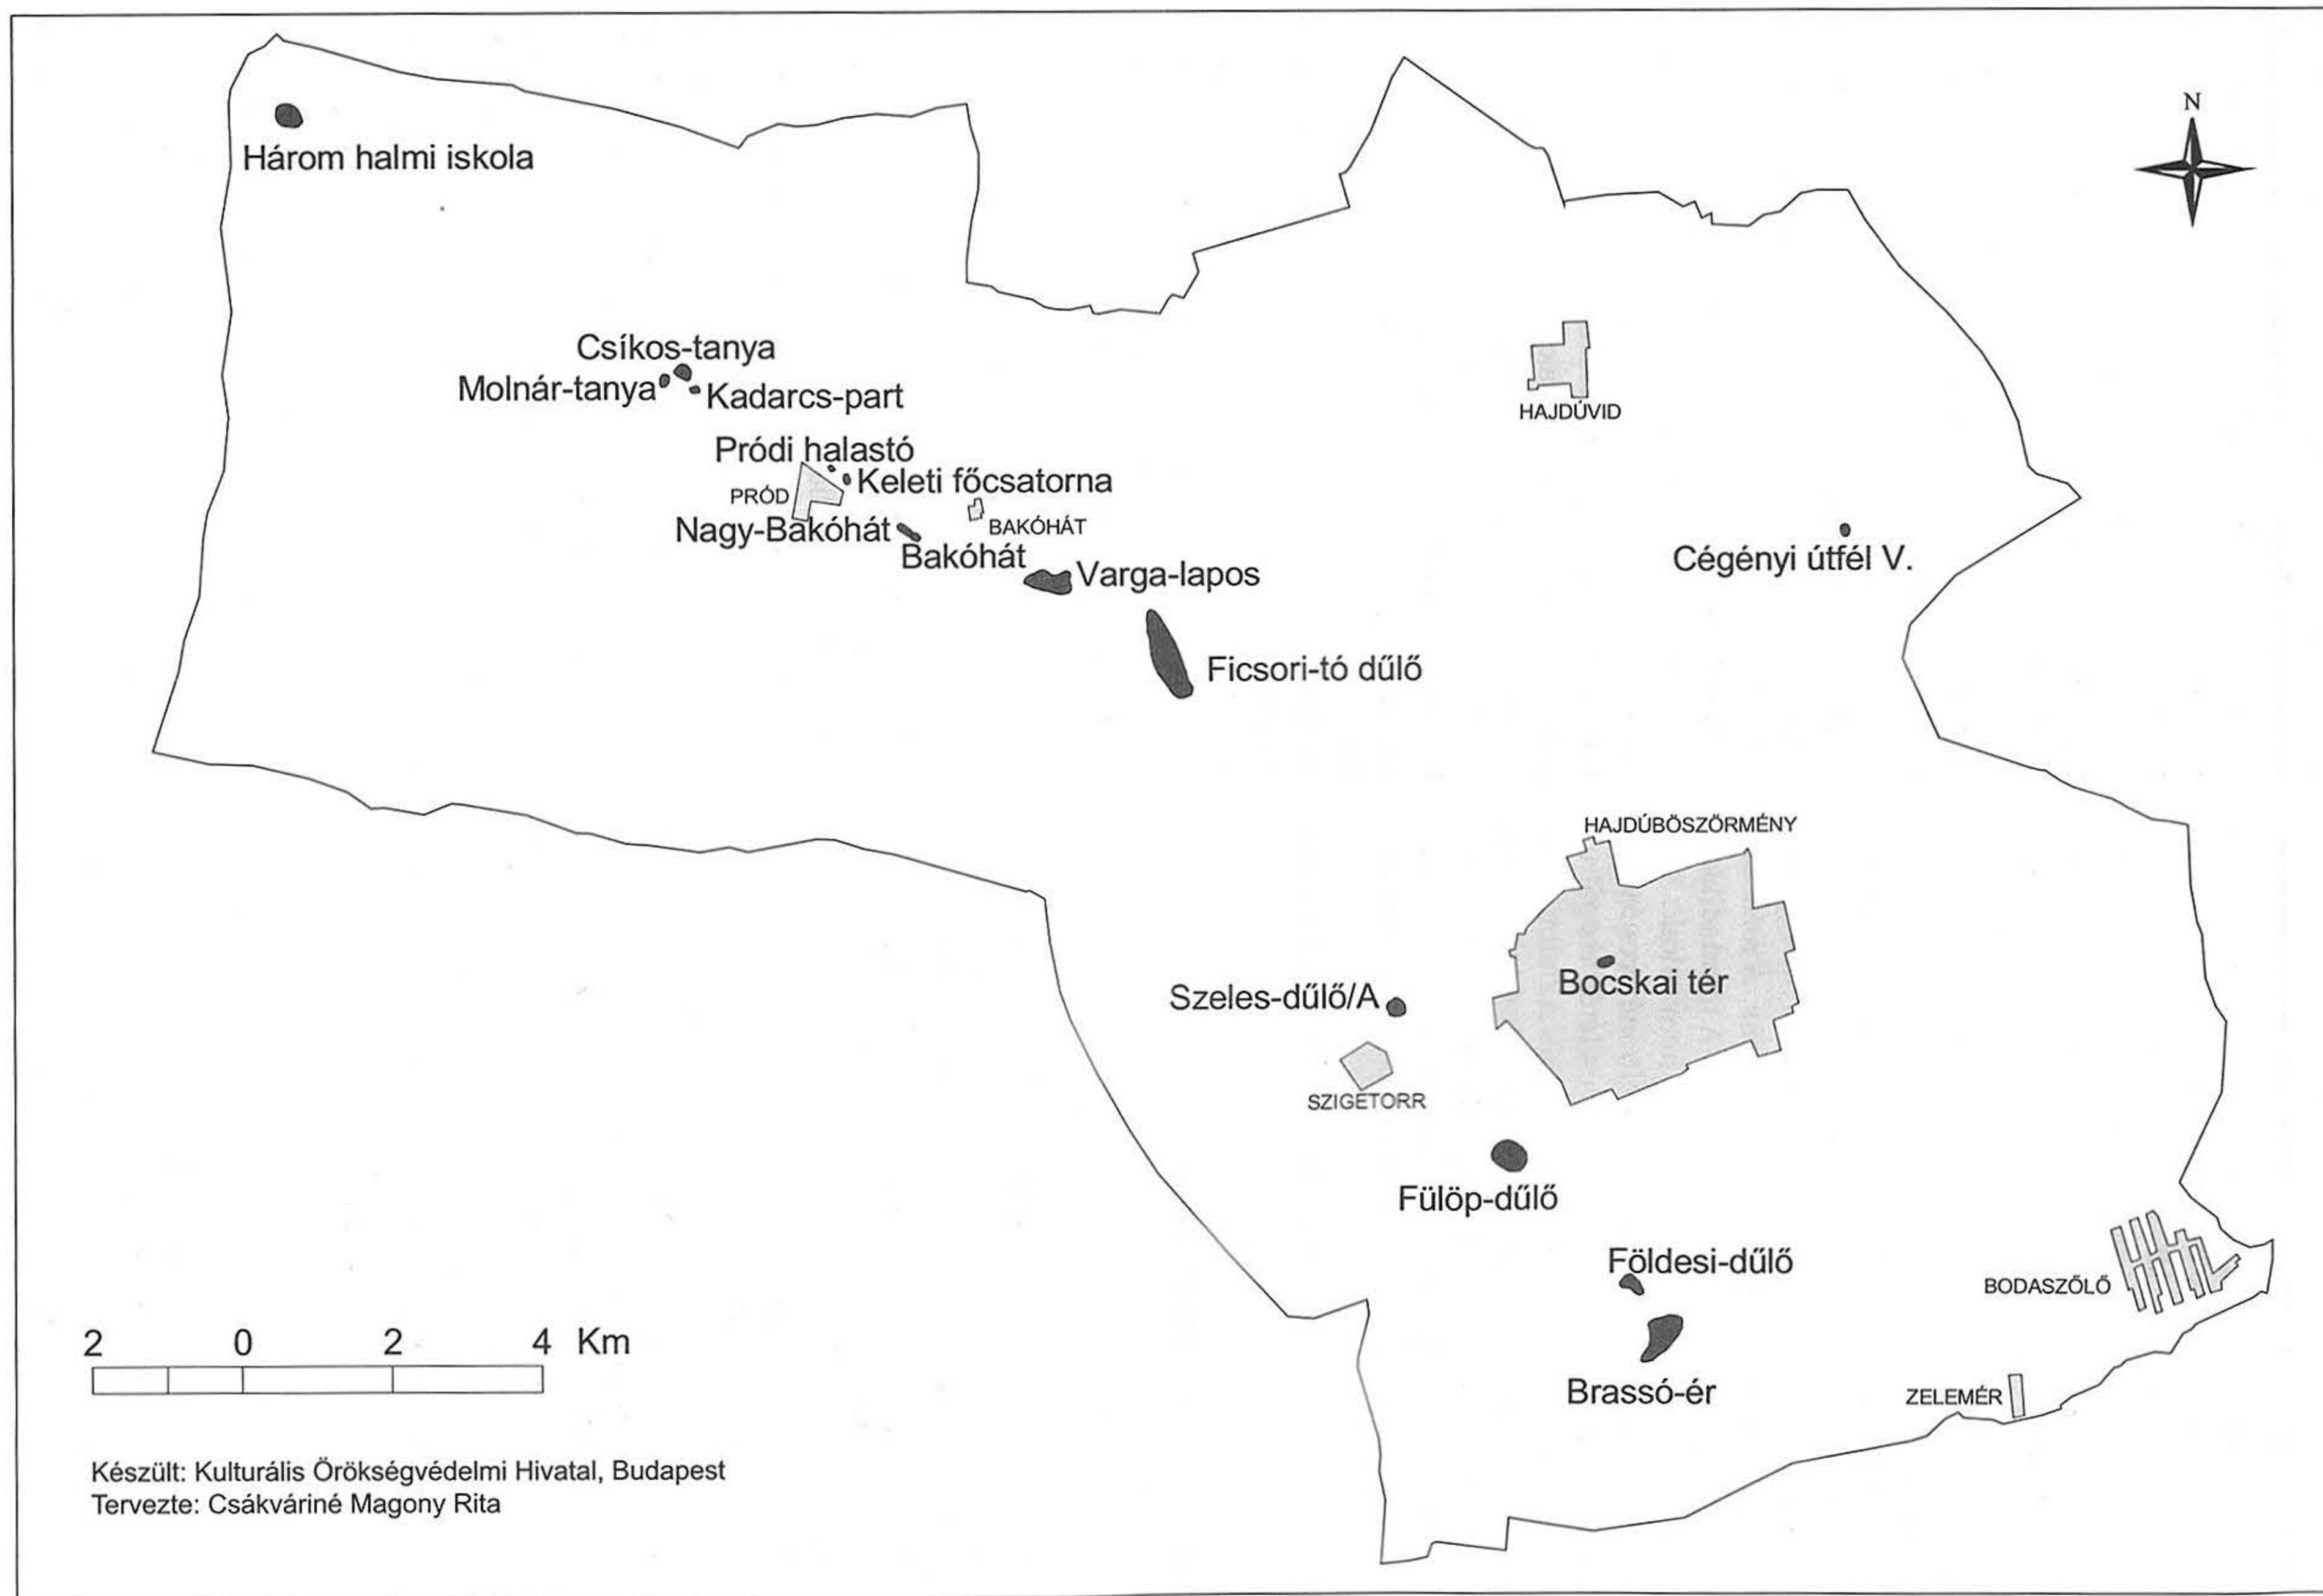 N
Három halmi iskola
Csíkos-tanya
Molnár-tanya
Kadarcs-part
HAJDÚVID
Pródi halastó
Keleti főcsatorna
PRÓD
Nagy-Bakóhát
BAKÓHÁT
Bakóhát
Cégényi útfél V.
Varga-lapos
Ficsori-tó dűlő
HAJDÚBÖSZÖRMÉNY
Bocskai tér
Szeles-dűlő/A
SZIGETORR
Fülöp-dűlő
Földesi-dűlő
BODASZŐLŐ
Brassó-ér
ZELEMÉR
2 0 2 4 Km
Készült: Kulturális Örökségvédelmi Hivatal, Budapest
Tervezte: Csákváriné Magony Rita